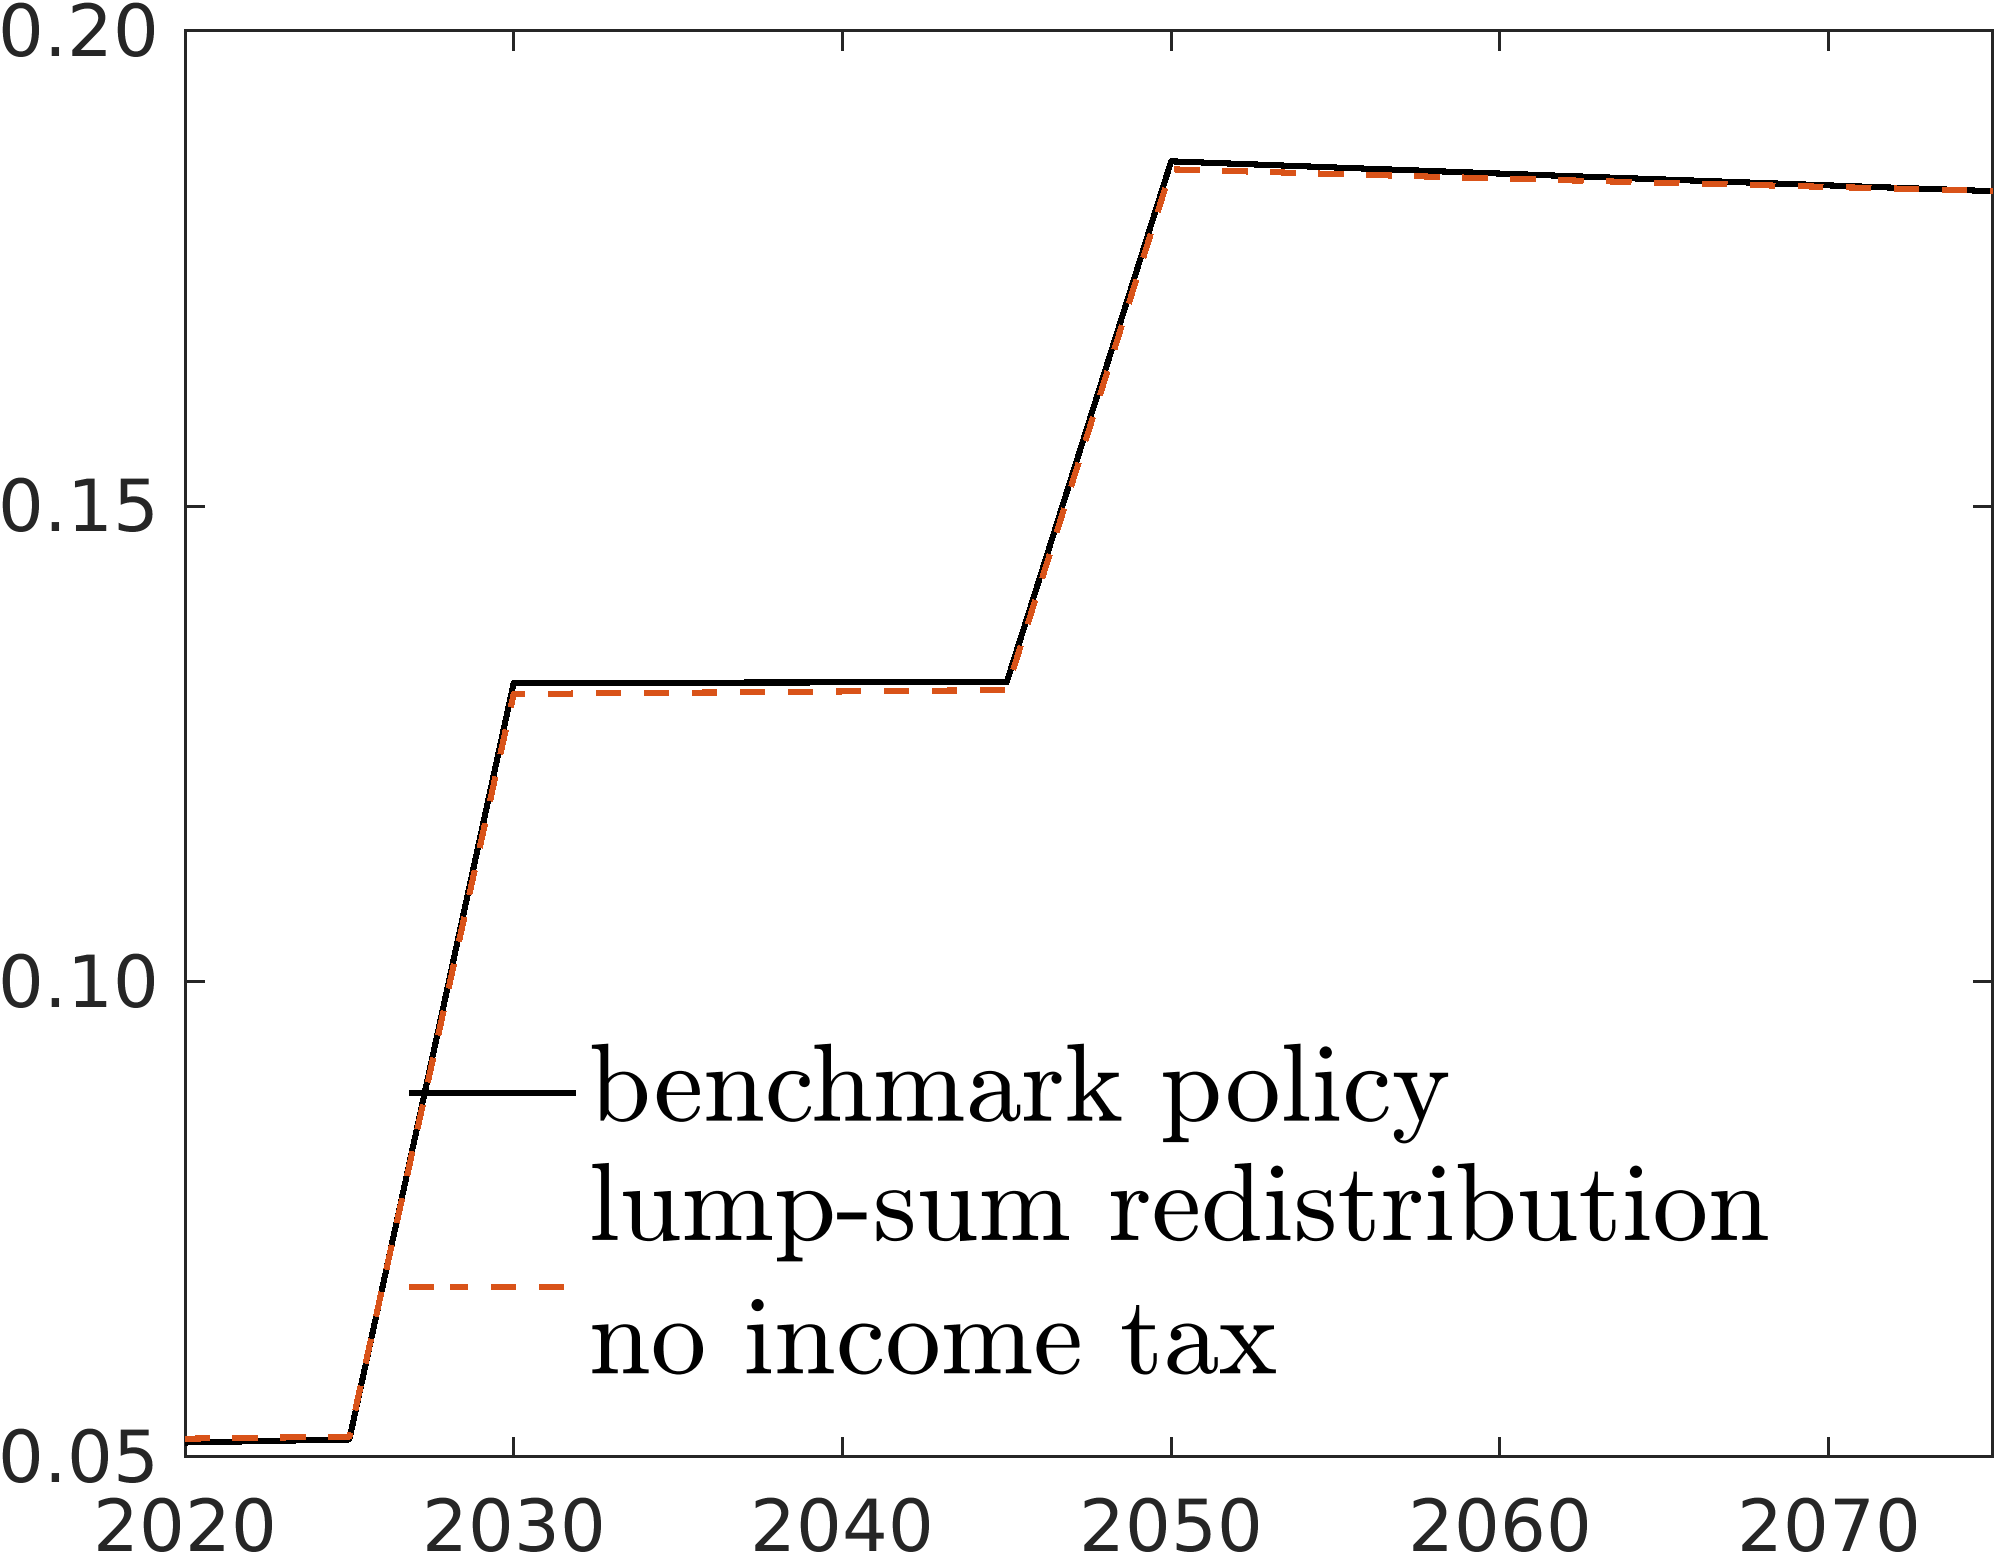 0.20
0.15
0.10
benchmark policy
lump-sum redistribution
no income tax
0.05
2020 2030 2040 2050 2060 2070